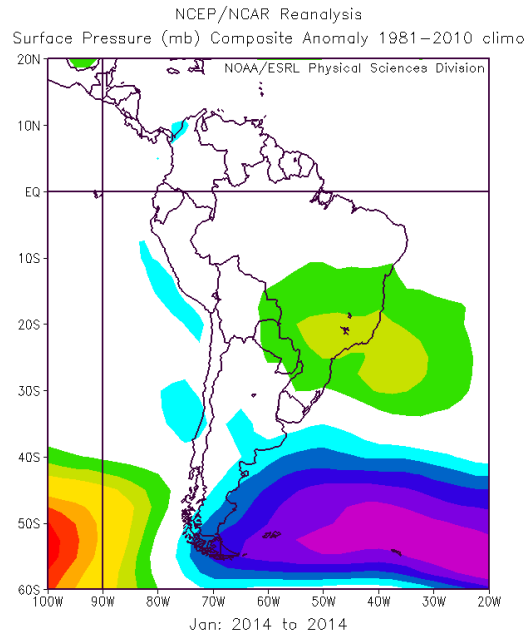 NCEP/NCAR Reanalysis
Surface Pressure (mb) Composite Anomaly 1981-2010 climo
NOAA/ESRL Physical Sciences Division
20N
10N
EQ
10S
20S
30S
40S
50S
60S
100W 90W 80W 70W 60W 50W 40W 30W 20W
Jan: 2014 to 2014